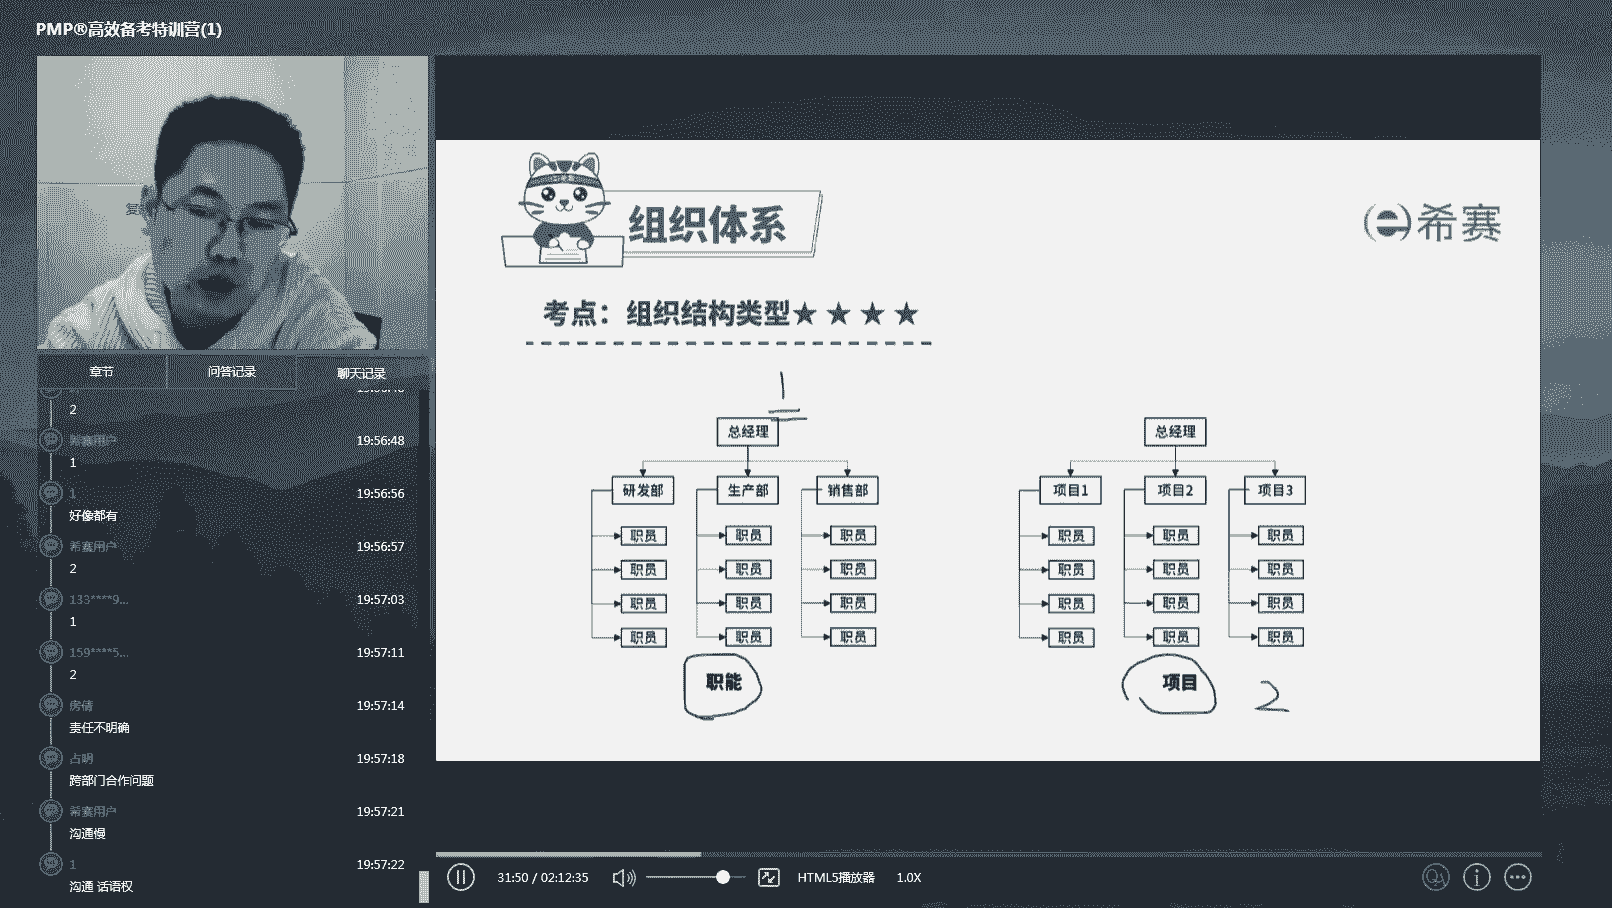 PMP®高效备考特训营(1)
章节
问答记录
聊天记录
2
希赛用户
19:56:48
1
1
19:56:56
好像都有
希赛用户
19:56:57
2
133****9...
19:57:03
1
159****5...
19:57:11
2
房倩
19:57:14
责任不明确
占明
19:57:18
跨部门合作问题
希赛用户
19:57:21
沟通慢
1
19:57:22
沟通 话语权
组织体系
希赛
考点：组织结构类型★ ★ ★ ★
1
总经理
研发部
生产部
销售部
职员
职员
职员
职员
职员
职员
职员
职员
职员
职员
职员
职员
职能
总经理
项目1
项目2
项目3
职员
职员
职员
职员
职员
职员
职员
职员
职员
职员
职员
职员
项目
2
31:50 / 02:12:35
HTML5播放器
1.0X